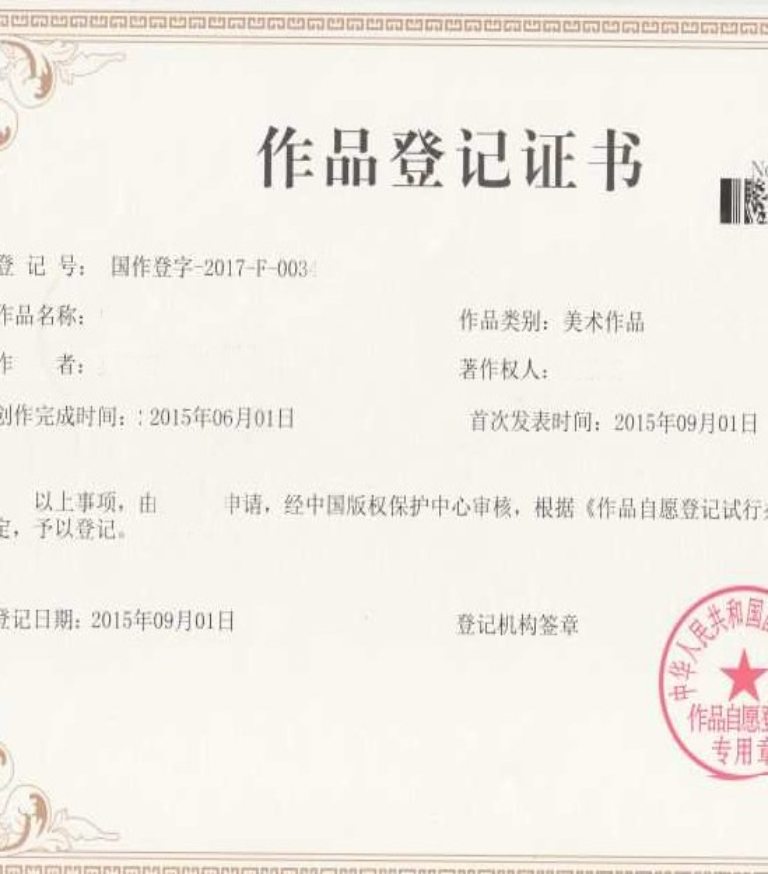 作品登记证书
No
登 记 号： 国作登字-2017-F-003
作品名称：
作品类别：美术作品
作 者：
著作权人：
创作完成时间：: 2015年06月01日
首次发表时间：2015年09月01日
以上事项，由 申请，经中国版权保护中心审核，根据《作品自愿登记试行
定，予以登记。
登记日期：2015年09月01日
登记机构签章
中华人民共和国
作品自愿登
专用章